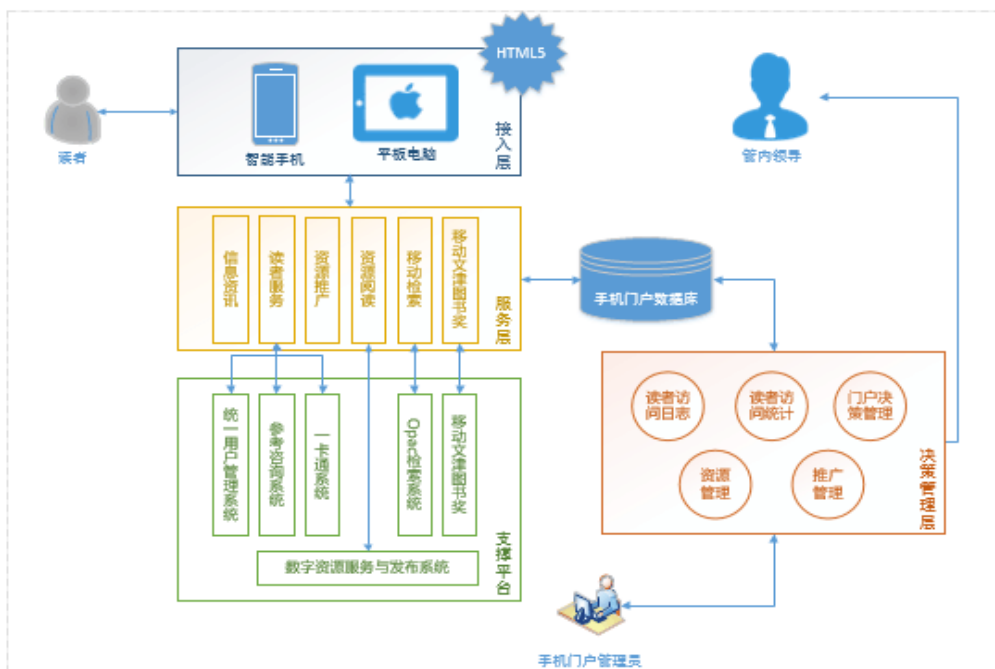 HTML5
读者
智能手机
平板电脑
接入层
管内领导
信息资讯
读者服务
资源推广
资源阅读
移动检索
移动文津图书奖
服务层
手机门户数据库
统一用户管理系统
参考咨询系统
一卡通系统
Opac检索系统
移动文津图书奖
数字资源服务与发布系统
支撑平台
读者访
问日志
读者访
问统计
门户决
策管理
资源
管理
推广
管理
决策管理层
手机门户管理员